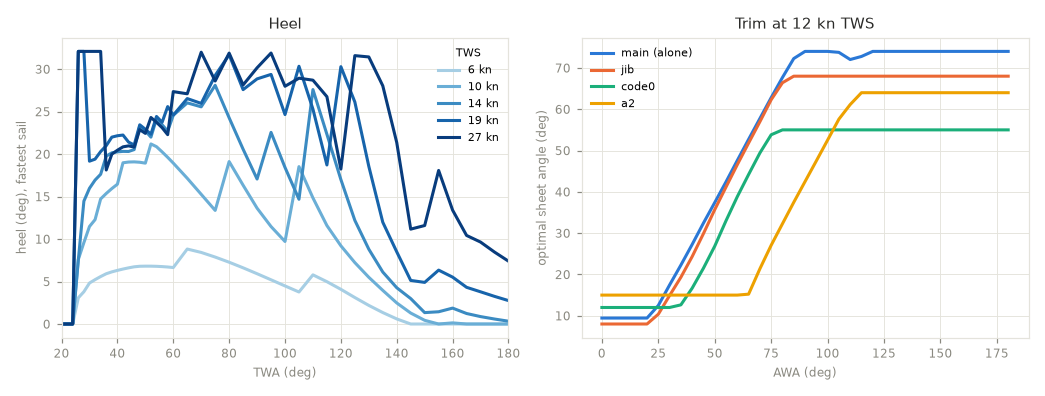 Heel
heel (deg), fastest sail
30
25
20
15
10
5
0
20 40 60 80 100 120 140 160 180
TWA (deg)
TWS
6 kn
10 kn
14 kn
19 kn
27 kn
Trim at 12 kn TWS
optimal sheet angle (deg)
70
60
50
40
30
20
10
0 25 50 75 100 125 150 175
AWA (deg)
main (alone)
jib
code0
a2